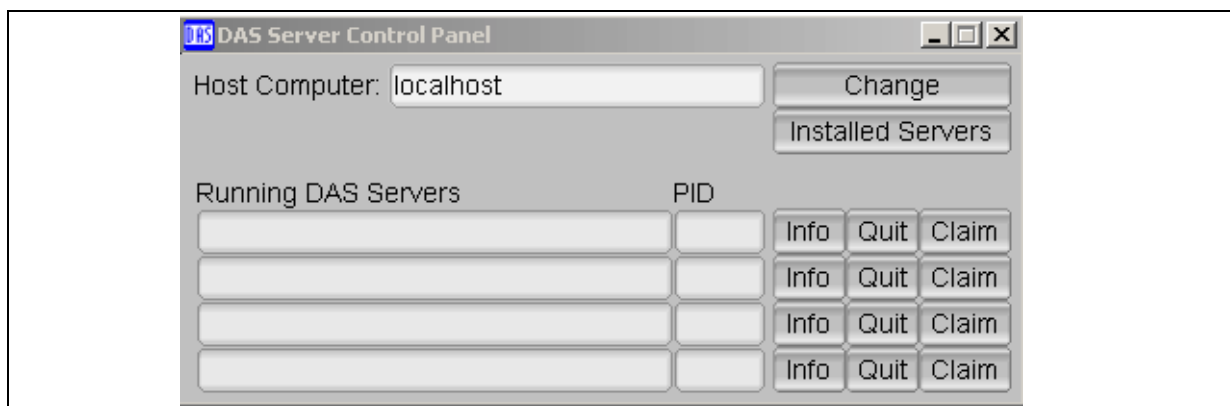 DAS DAS Server Control Panel
Host Computer: localhost Change
Installed Servers
Running DAS Servers PID
Info Quit Claim
Info Quit Claim
Info Quit Claim
Info Quit Claim